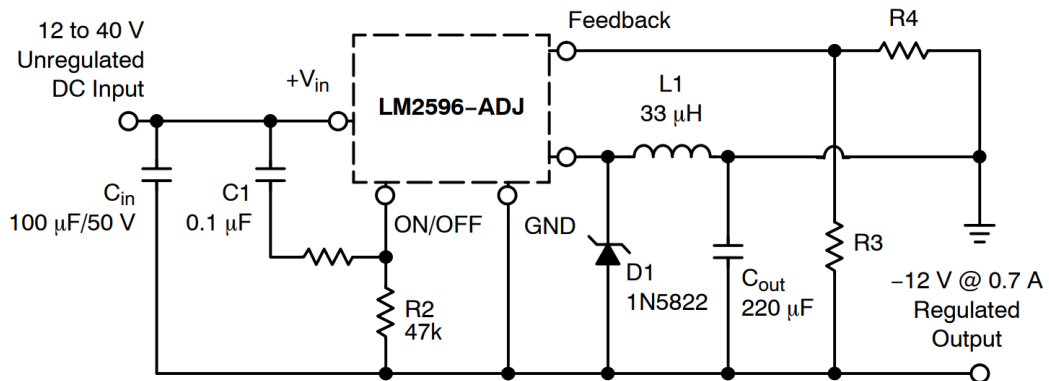 12 to 40 V
Unregulated
DC Input
+Vin
LM2596−ADJ
Feedback
R4
L1
33 μH
Cin
100 μF/50 V
C1
0.1 μF
ON/OFF
GND
R2
47k
D1
1N5822
Cout
220 μF
R3
−12 V @ 0.7 A
Regulated
Output